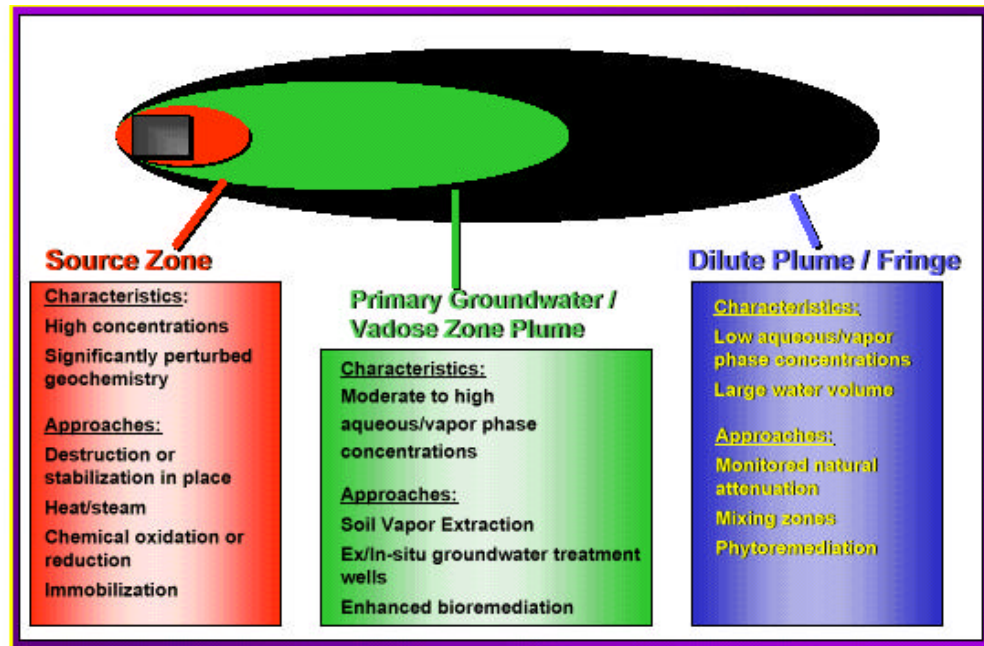 Source Zone
Characteristics:
High concentrations
Significantly perturbed
geochemistry
Approaches:
Destruction or
stabilization in place
Heat/steam
Chemical oxidation or
reduction
Immobilization
Primary Groundwater /
Vadose Zone Plume
Characteristics:
Moderate to high
aqueous/vapor phase
concentrations
Approaches:
Soil Vapor Extraction
Ex/In-situ groundwater treatment
wells
Enhanced bioremediation
Dilute Plume / Fringe
Characteristics:
Low aqueous/vapor
phase concentrations
Large water volume
Approaches:
Monitored natural
attenuation
Mixing zones
Phytoremediation